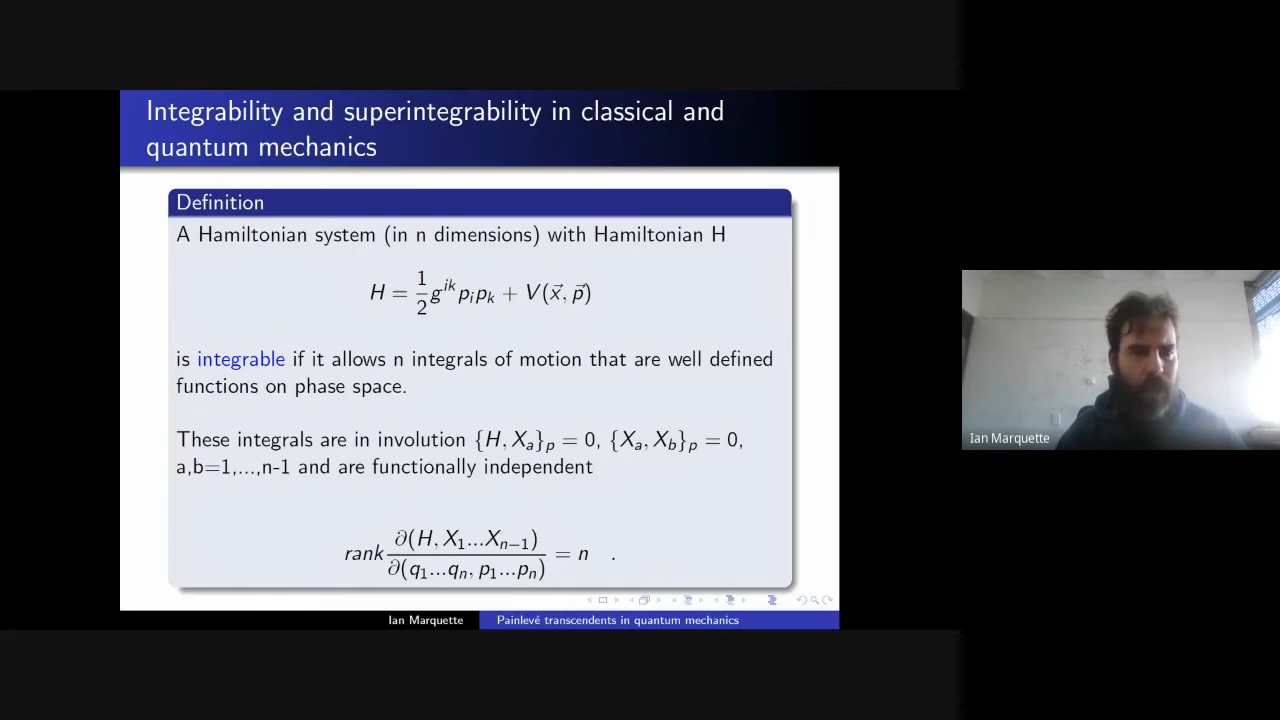 Integrability and superintegrability in classical and
quantum mechanics
Definition
A Hamiltonian system (in n dimensions) with Hamiltonian H
H = 1/2 g^{ik} p_i p_k + V(x⃗, p⃗)
is integrable if it allows n integrals of motion that are well defined
functions on phase space.
These integrals are in involution {H, X_a}_p = 0, {X_a, X_b}_p = 0,
a,b=1,...,n-1 and are functionally independent
rank ∂(H, X_1...X_{n−1}) / ∂(q_1...q_n, p_1...p_n) = n .
Ian Marquette
Painlevé transcendents in quantum mechanics
Ian Marquette